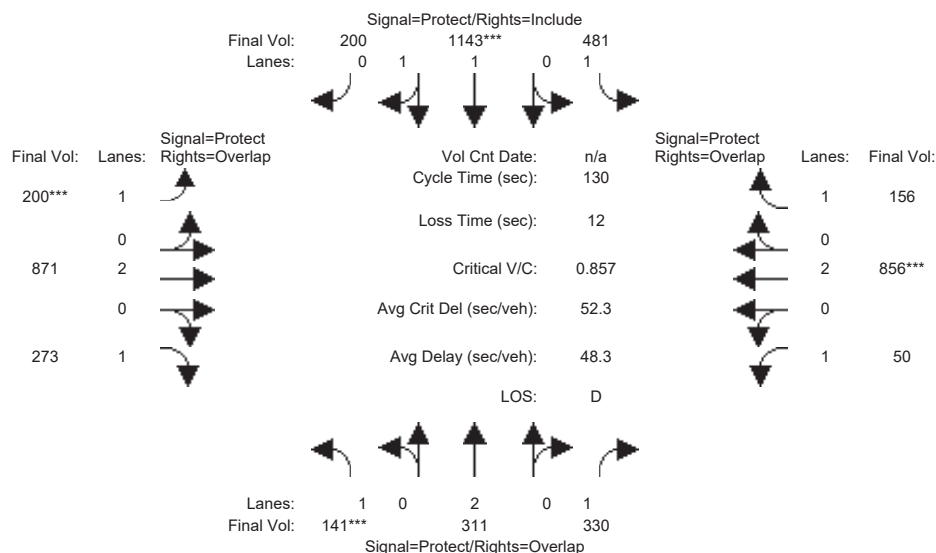 Signal=Protect/Rights=Include
Final Vol: 200 1143*** 481
Lanes: 0 1 1 0 1
Signal=Protect
Final Vol: Lanes: Rights=Overlap
Vol Cnt Date: n/a
Signal=Protect
Rights=Overlap Lanes: Final Vol:
Cycle Time (sec): 130
200*** 1
1 156
Loss Time (sec): 12
0
0
871 2
Critical V/C: 0.857
2 856***
0
Avg Crit Del (sec/veh): 52.3
0
273 1
Avg Delay (sec/veh): 48.3
1 50
LOS: D
Lanes: 1 0 2 0 1
Final Vol: 141*** 311 330
Signal=Protect/Rights=Overlap